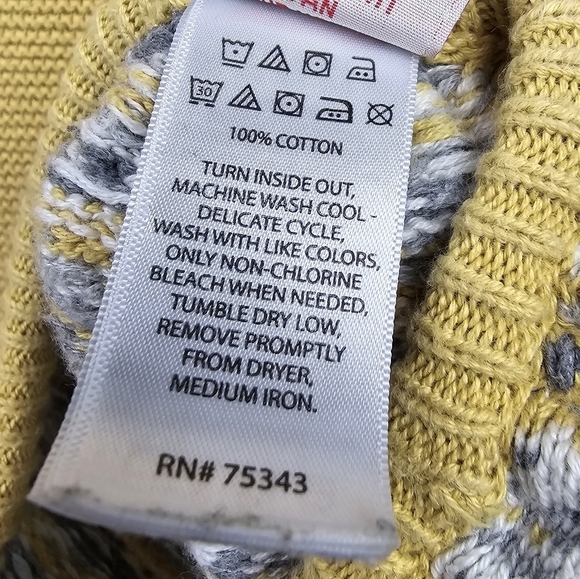 30
100% COTTON
TURN INSIDE OUT,
MACHINE WASH COOL -
DELICATE CYCLE,
WASH WITH LIKE COLORS,
ONLY NON-CHLORINE
BLEACH WHEN NEEDED,
TUMBLE DRY LOW,
REMOVE PROMPTLY
FROM DRYER,
MEDIUM IRON.
RN# 75343